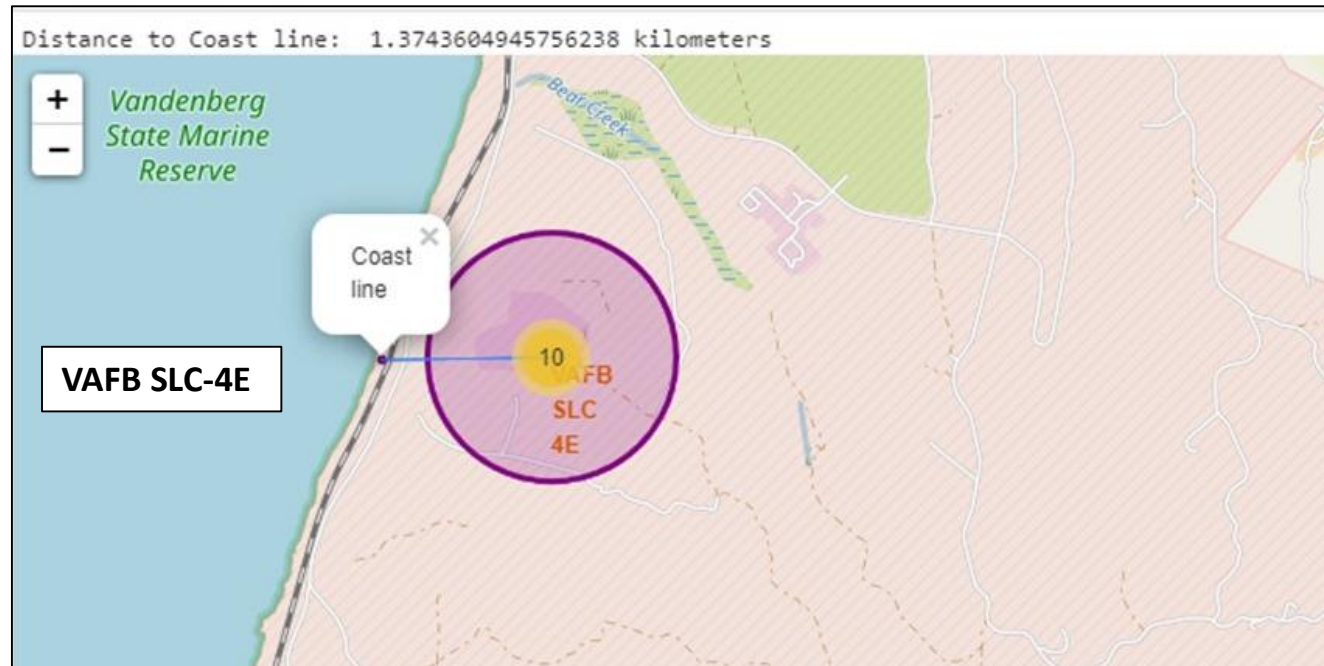 Distance to Coast line:  1.3743604945756238 kilometers
+
−
Vandenberg
State Marine
Reserve
Bear Creek
Coast
line
×
10
VAFB
SLC
4E
VAFB SLC-4E